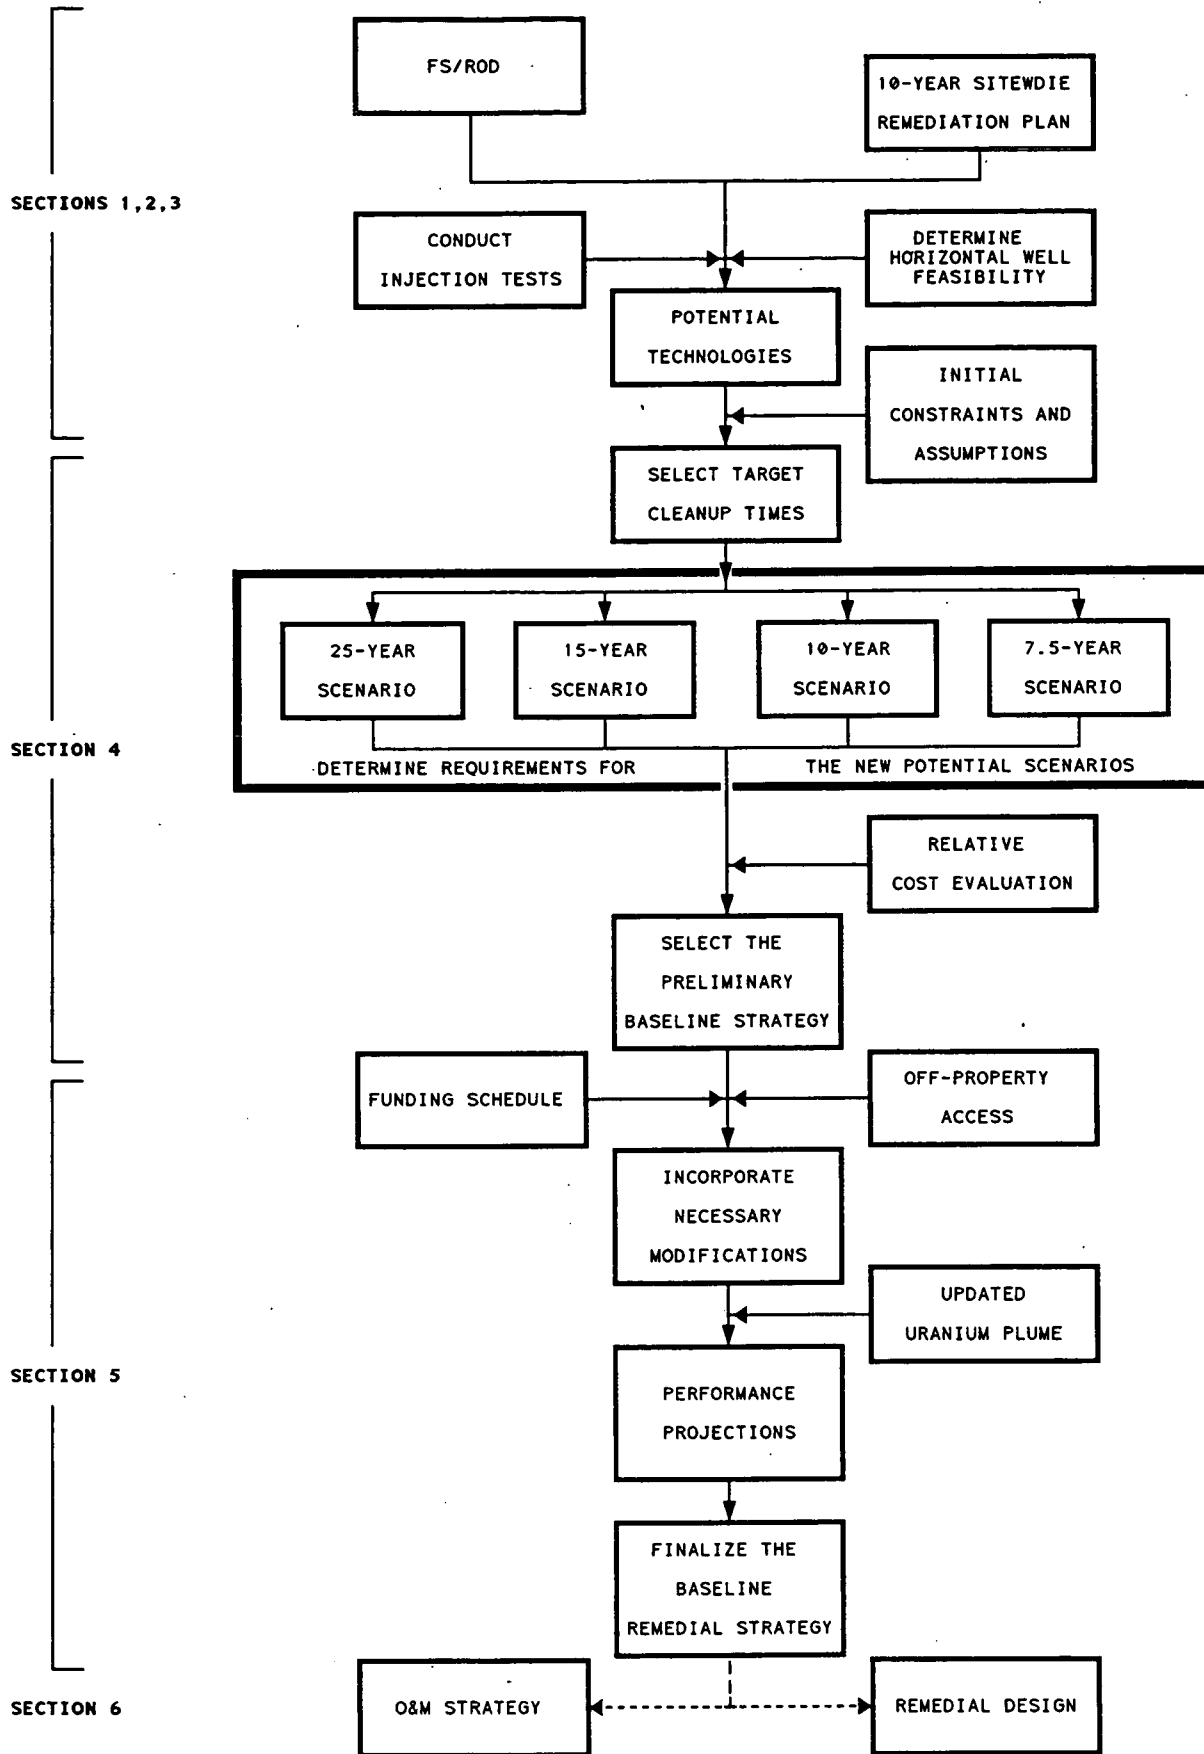 FS/ROD
10-YEAR SITEWDIE
REMEDIATION PLAN
SECTIONS 1,2,3
CONDUCT
INJECTION TESTS
DETERMINE
HORIZONTAL WELL
FEASIBILITY
POTENTIAL
TECHNOLOGIES
INITIAL
CONSTRAINTS AND
ASSUMPTIONS
SELECT TARGET
CLEANUP TIMES
25-YEAR
SCENARIO
15-YEAR
SCENARIO
10-YEAR
SCENARIO
7.5-YEAR
SCENARIO
SECTION 4
DETERMINE REQUIREMENTS FOR THE NEW POTENTIAL SCENARIOS
RELATIVE
COST EVALUATION
SELECT THE
PRELIMINARY
BASELINE STRATEGY
FUNDING SCHEDULE
OFF-PROPERTY
ACCESS
INCORPORATE
NECESSARY
MODIFICATIONS
UPDATED
URANIUM PLUME
SECTION 5
PERFORMANCE
PROJECTIONS
FINALIZE THE
BASELINE
REMEDIAL STRATEGY
SECTION 6
O&M STRATEGY
REMEDIAL DESIGN